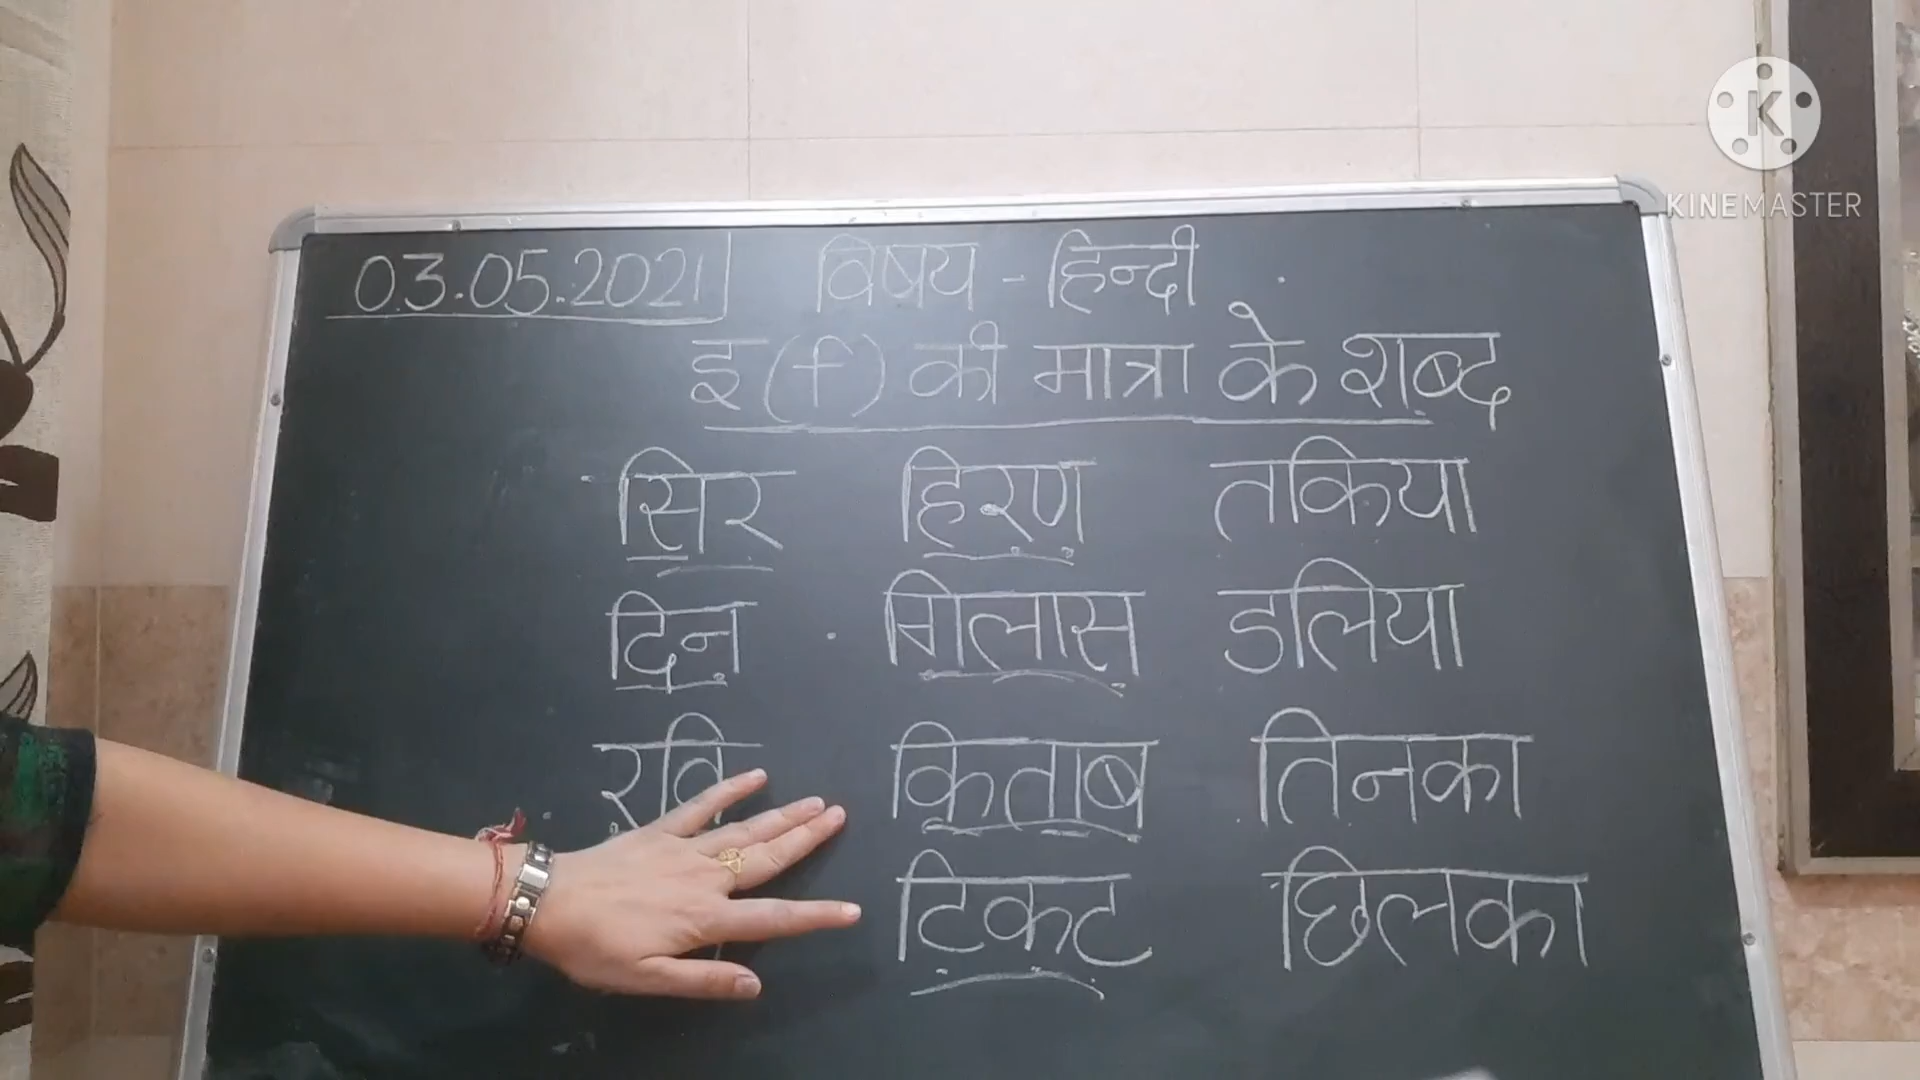 03.05.2021 विषय - हिन्दी
इ (ि) की मात्रा के शब्द
सिर हिरण तकिया
दिन गिलास डलिया
रवि किताब तिनका
टिकट छिलका
K
KINEMASTER